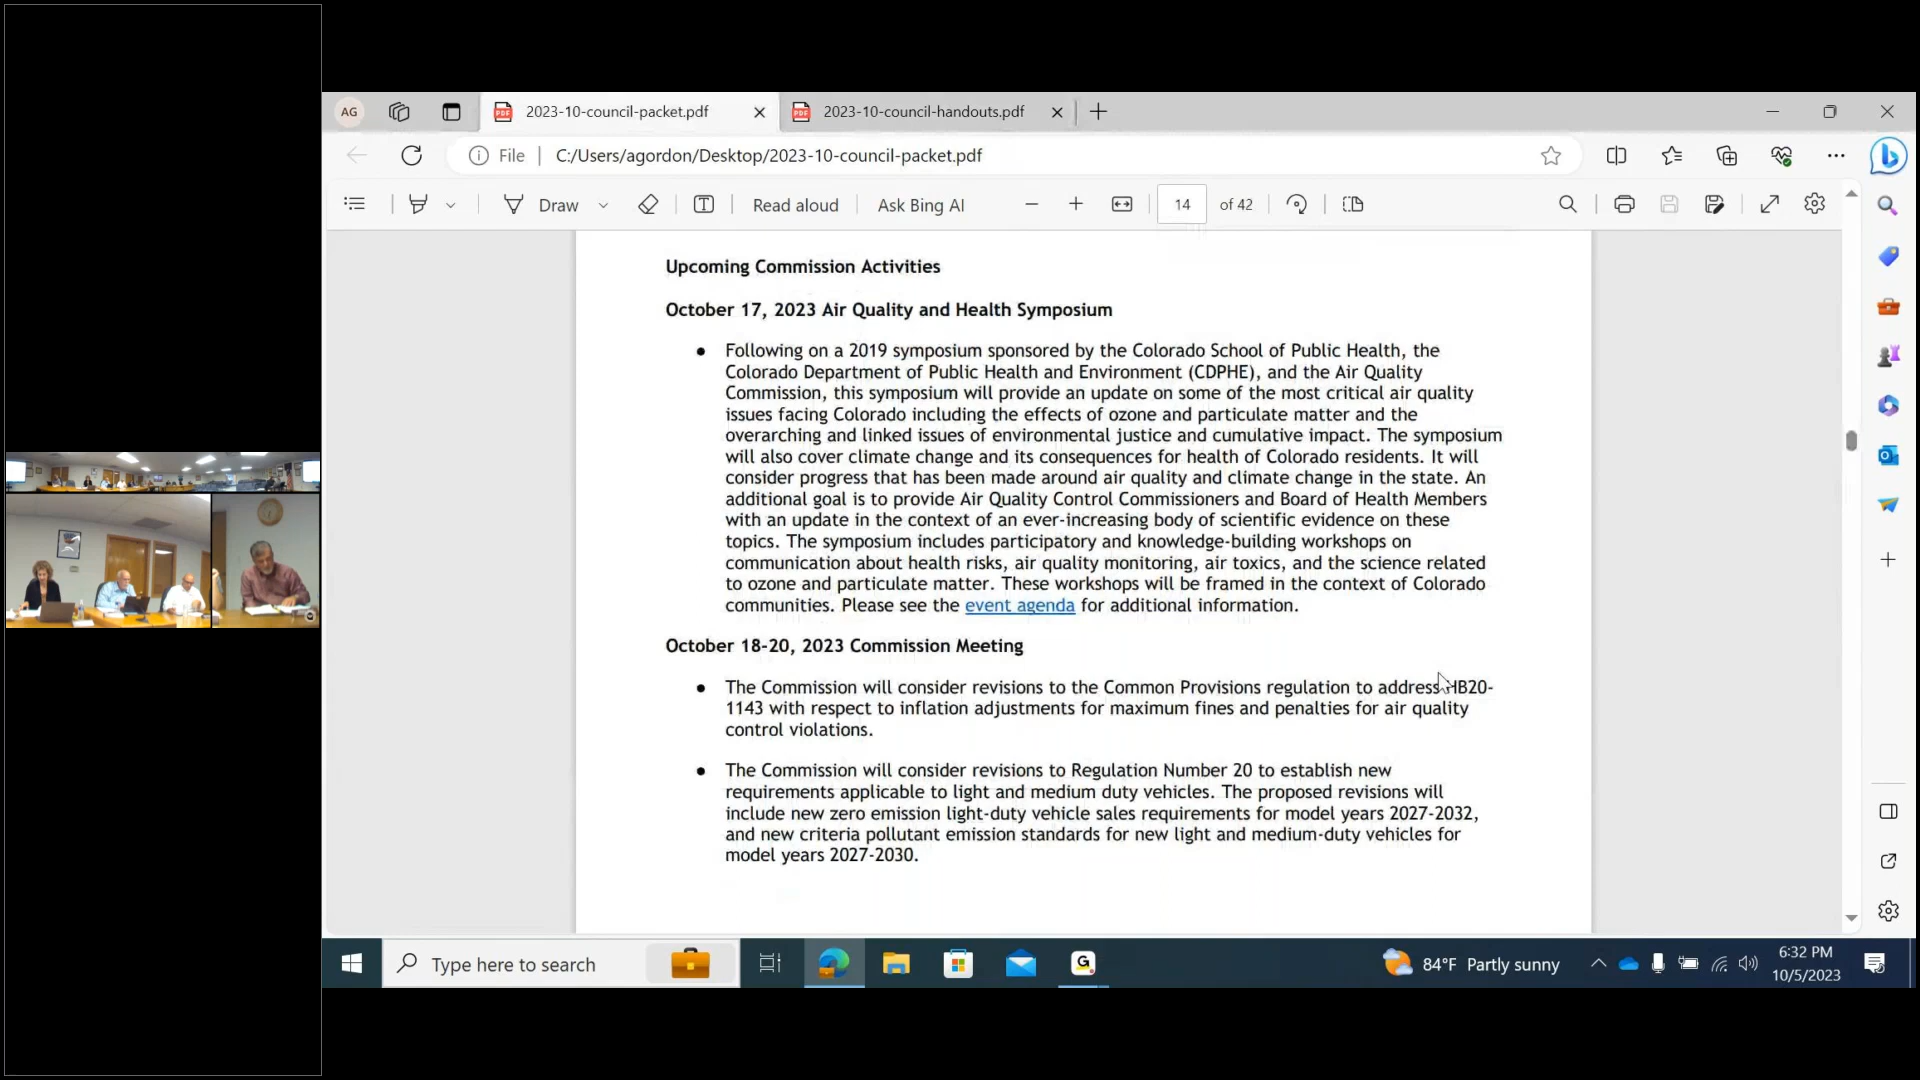 AG
2023-10-council-packet.pdf
2023-10-council-handouts.pdf
File
C:/Users/agordon/Desktop/2023-10-council-packet.pdf
Draw
Read aloud
Ask Bing AI
14
of 42
Upcoming Commission Activities
October 17, 2023 Air Quality and Health Symposium
● Following on a 2019 symposium sponsored by the Colorado School of Public Health, the
Colorado Department of Public Health and Environment (CDPHE), and the Air Quality
Commission, this symposium will provide an update on some of the most critical air quality
issues facing Colorado including the effects of ozone and particulate matter and the
overarching and linked issues of environmental justice and cumulative impact. The symposium
will also cover climate change and its consequences for health of Colorado residents. It will
consider progress that has been made around air quality and climate change in the state. An
additional goal is to provide Air Quality Control Commissioners and Board of Health Members
with an update in the context of an ever-increasing body of scientific evidence on these
topics. The symposium includes participatory and knowledge-building workshops on
communication about health risks, air quality monitoring, air toxics, and the science related
to ozone and particulate matter. These workshops will be framed in the context of Colorado
communities. Please see the event agenda for additional information.
October 18-20, 2023 Commission Meeting
● The Commission will consider revisions to the Common Provisions regulation to address HB20-
1143 with respect to inflation adjustments for maximum fines and penalties for air quality
control violations.
● The Commission will consider revisions to Regulation Number 20 to establish new
requirements applicable to light and medium duty vehicles. The proposed revisions will
include new zero emission light-duty vehicle sales requirements for model years 2027-2032,
and new criteria pollutant emission standards for new light and medium-duty vehicles for
model years 2027-2030.
Type here to search
84°F Partly sunny
6:32 PM
10/5/2023